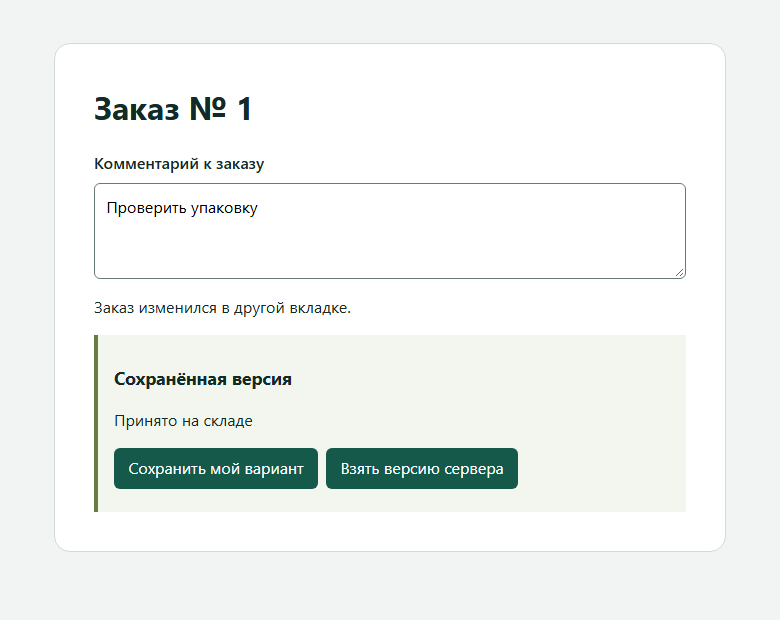 Заказ № 1
Комментарий к заказу
Проверить упаковку
Заказ изменился в другой вкладке.
Сохранённая версия
Принято на складе
Сохранить мой вариант
Взять версию сервера